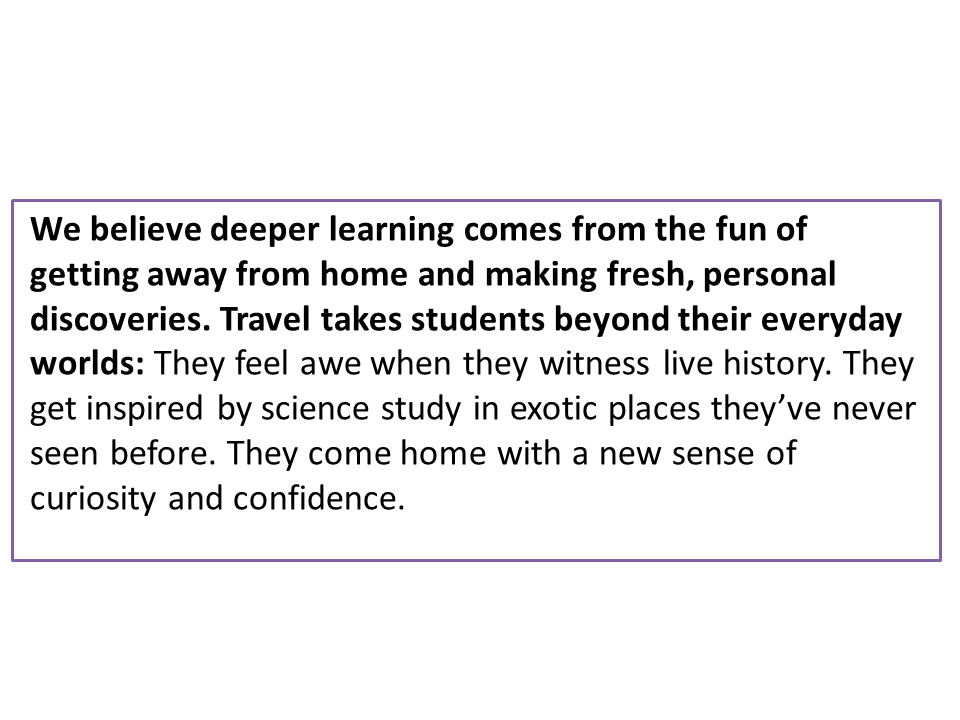 We believe deeper learning comes from the fun of
getting away from home and making fresh, personal
discoveries. Travel takes students beyond their everyday
worlds: They feel awe when they witness live history. They
get inspired by science study in exotic places they’ve never
seen before. They come home with a new sense of
curiosity and confidence.